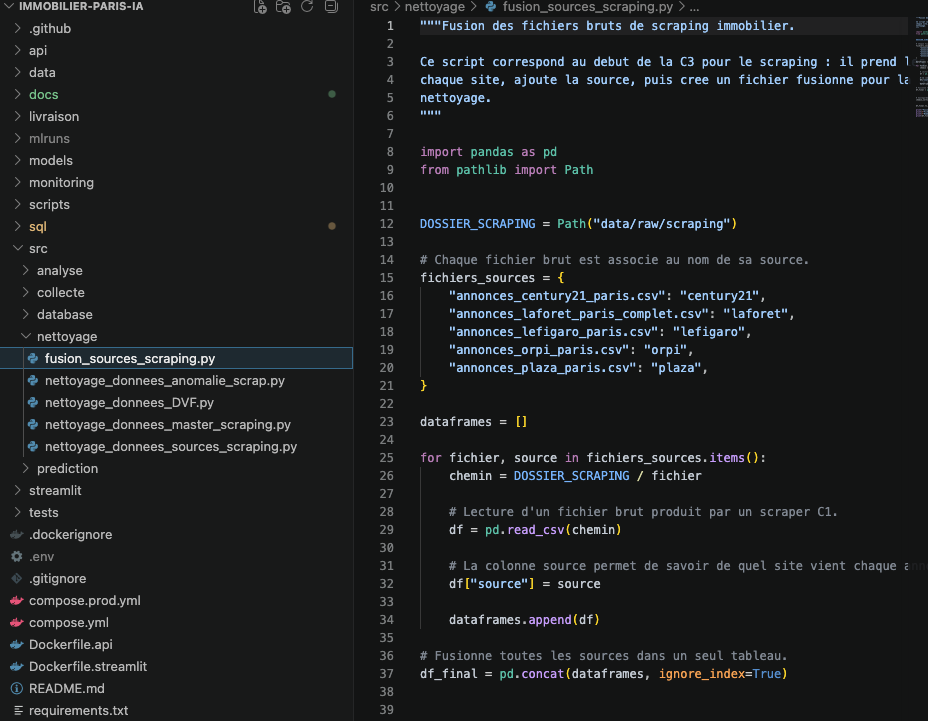 IMMOBILIER-PARIS-IA
.github
api
data
docs
livraison
mlruns
models
monitoring
scripts
sql
src
analyse
collecte
database
nettoyage
fusion_sources_scraping.py
nettoyage_donnees_anomalie_scrap.py
nettoyage_donnees_DVF.py
nettoyage_donnees_master_scraping.py
nettoyage_donnees_sources_scraping.py
prediction
streamlit
tests
.dockerignore
.env
.gitignore
compose.prod.yml
compose.yml
Dockerfile.api
Dockerfile.streamlit
README.md
requirements.txt
src > nettoyage > fusion_sources_scraping.py > ...
1 """Fusion des fichiers bruts de scraping immobilier.
2
3 Ce script correspond au debut de la C3 pour le scraping : il prend l
4 chaque site, ajoute la source, puis cree un fichier fusionne pour la
5 nettoyage.
6 """
7
8 import pandas as pd
9 from pathlib import Path
10
11
12 DOSSIER_SCRAPING = Path("data/raw/scraping")
13
14 # Chaque fichier brut est associe au nom de sa source.
15 fichiers_sources = {
16 "annonces_century21_paris.csv": "century21",
17 "annonces_laforet_paris_complet.csv": "laforet",
18 "annonces_lefigaro_paris.csv": "lefigaro",
19 "annonces_orpi_paris.csv": "orpi",
20 "annonces_plaza_paris.csv": "plaza",
21 }
22
23 dataframes = []
24
25 for fichier, source in fichiers_sources.items():
26 chemin = DOSSIER_SCRAPING / fichier
27
28 # Lecture d'un fichier brut produit par un scraper C1.
29 df = pd.read_csv(chemin)
30
31 # La colonne source permet de savoir de quel site vient chaque
32 df["source"] = source
33
34 dataframes.append(df)
35
36 # Fusionne toutes les sources dans un seul tableau.
37 df_final = pd.concat(dataframes, ignore_index=True)
38
39